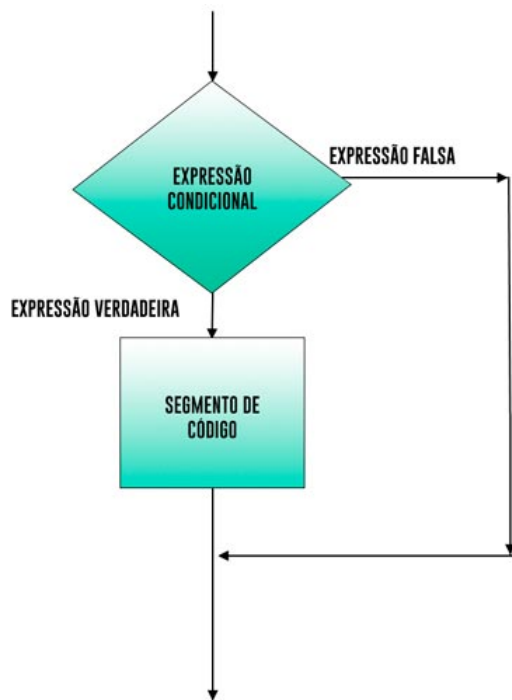 EXPRESSÃO FALSA
EXPRESSÃO
CONDICIONAL
EXPRESSÃO VERDADEIRA
SEGMENTO DE
CÓDIGO